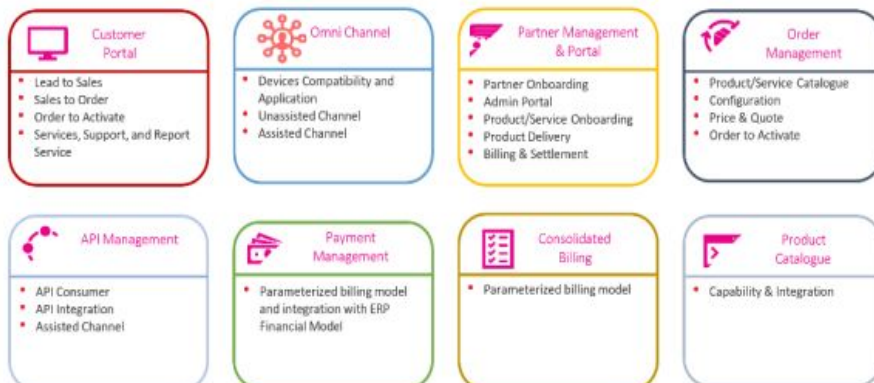 Customer
Portal
Lead to Sales
Sales to Order
Order to Activate
Services, Support, and Report
Service
Omni Channel
Devices Compatibility and
Application
Unassisted Channel
Assisted Channel
Partner Management
& Portal
Partner Onboarding
Admin Portal
Product/Service Onboarding
Product Delivery
Billing & Settlement
Order
Management
Product/Service Catalogue
Configuration
Price & Quote
Order to Activate
API Management
API Consumer
API Integration
Assisted Channel
Payment
Management
Parameterized billing model
and integration with ERP
Financial Model
Consolidated
Billing
Parameterized billing model
Product
Catalogue
Capability & Integration